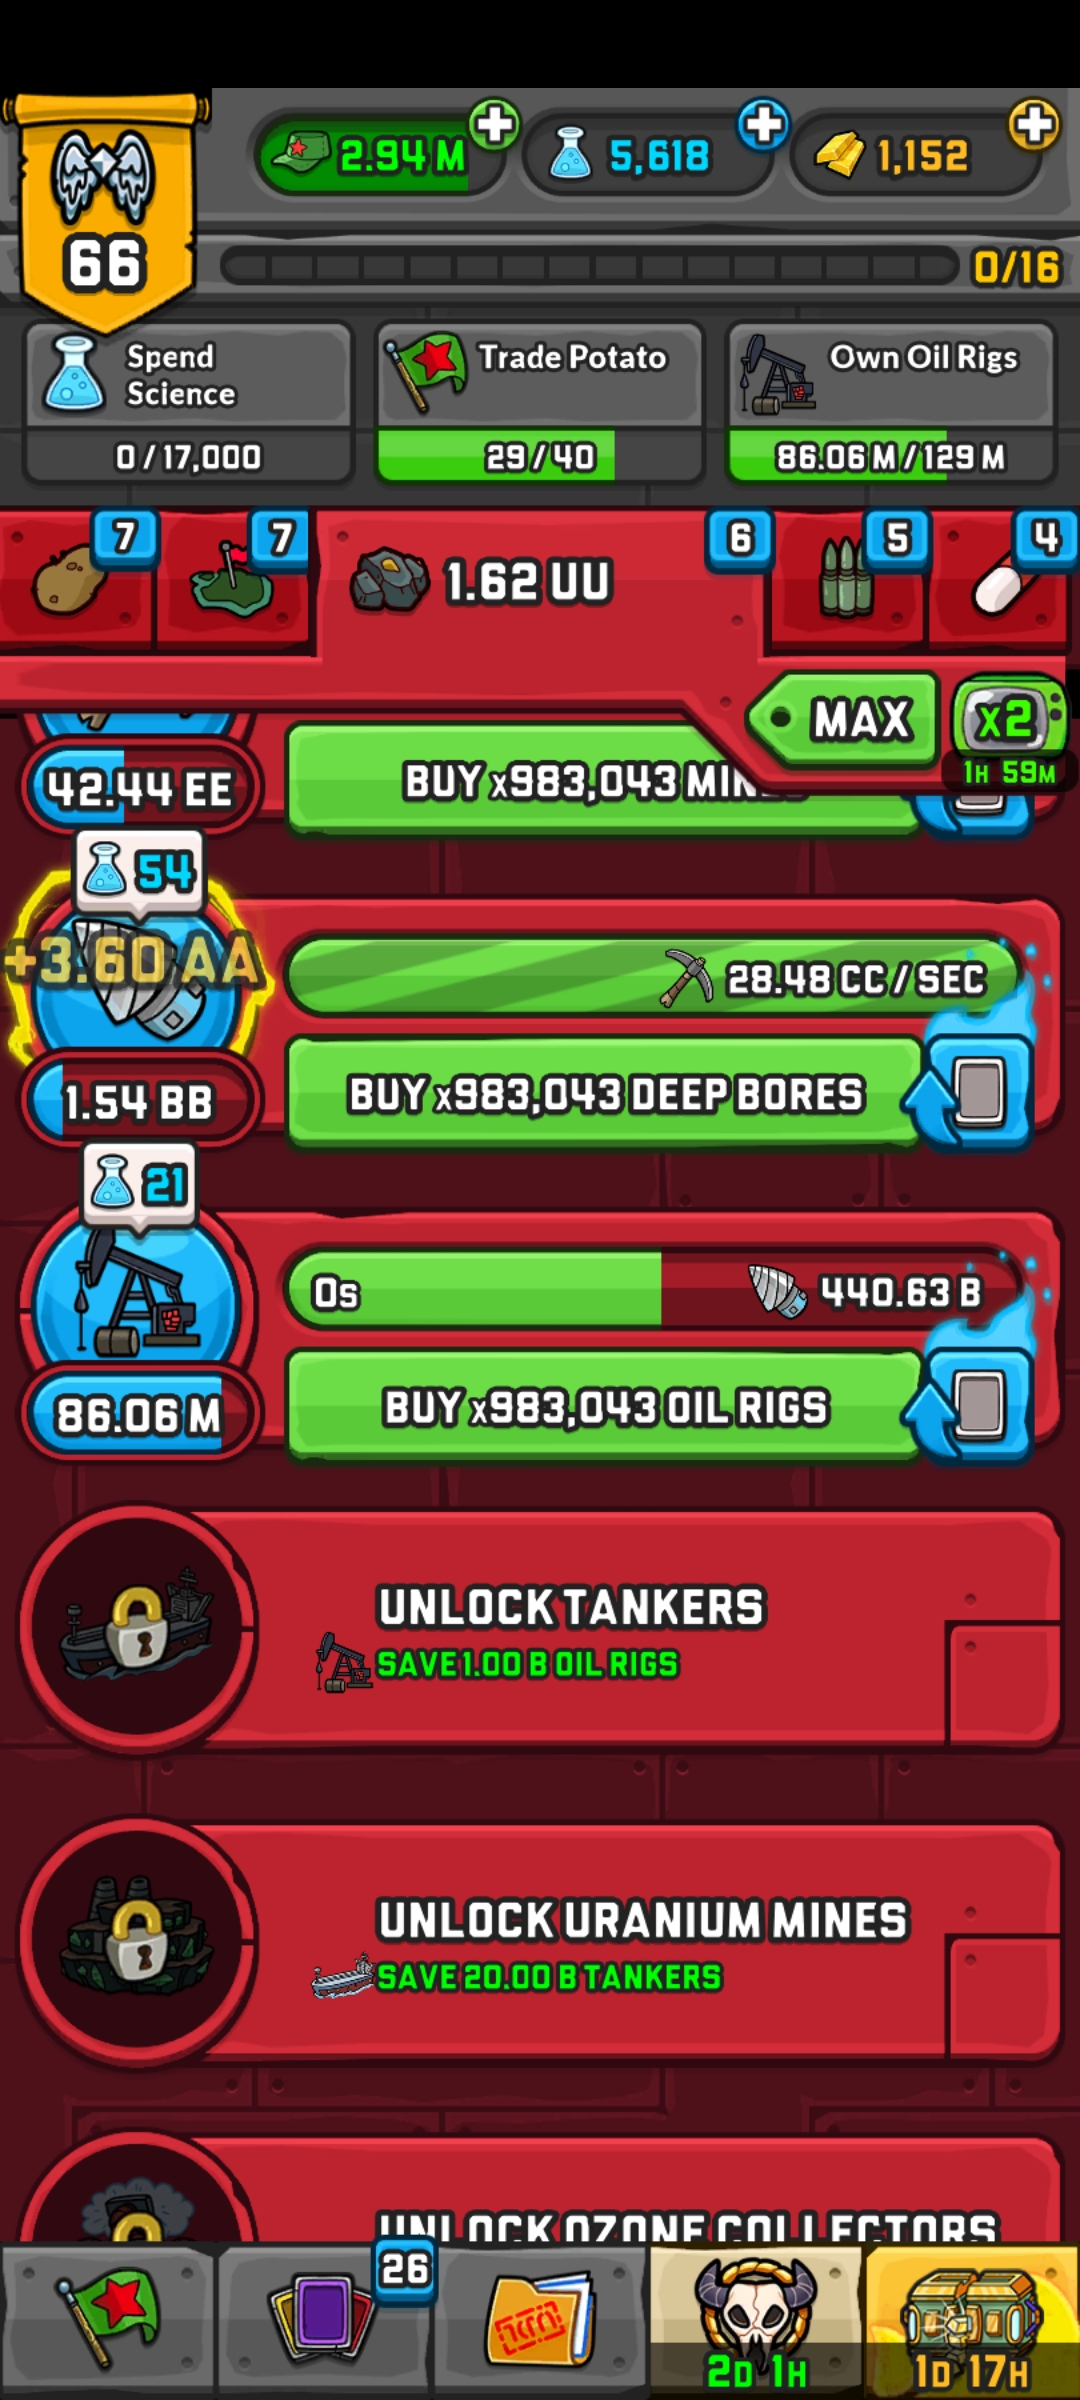 2.94 M
5,618
1,152
66
0/16
Spend
Science
0 / 17,000
Trade Potato
29 / 40
Own Oil Rigs
86.06 M / 129 M
7
7
1.62 UU
6
5
4
MAX
x2
1H 59M
42.44 EE
BUY x983,043
54
+3.60 AA
28.48 CC / SEC
1.54 BB
BUY x983,043 DEEP BORES
21
0s
440.63 B
86.06 M
BUY x983,043 OIL RIGS
UNLOCK TANKERS
SAVE 1.00 B OIL RIGS
UNLOCK URANIUM MINES
SAVE 20.00 B TANKERS
UNLOCK OZONE COLLECTORS
26
2D 1H
1D 17H